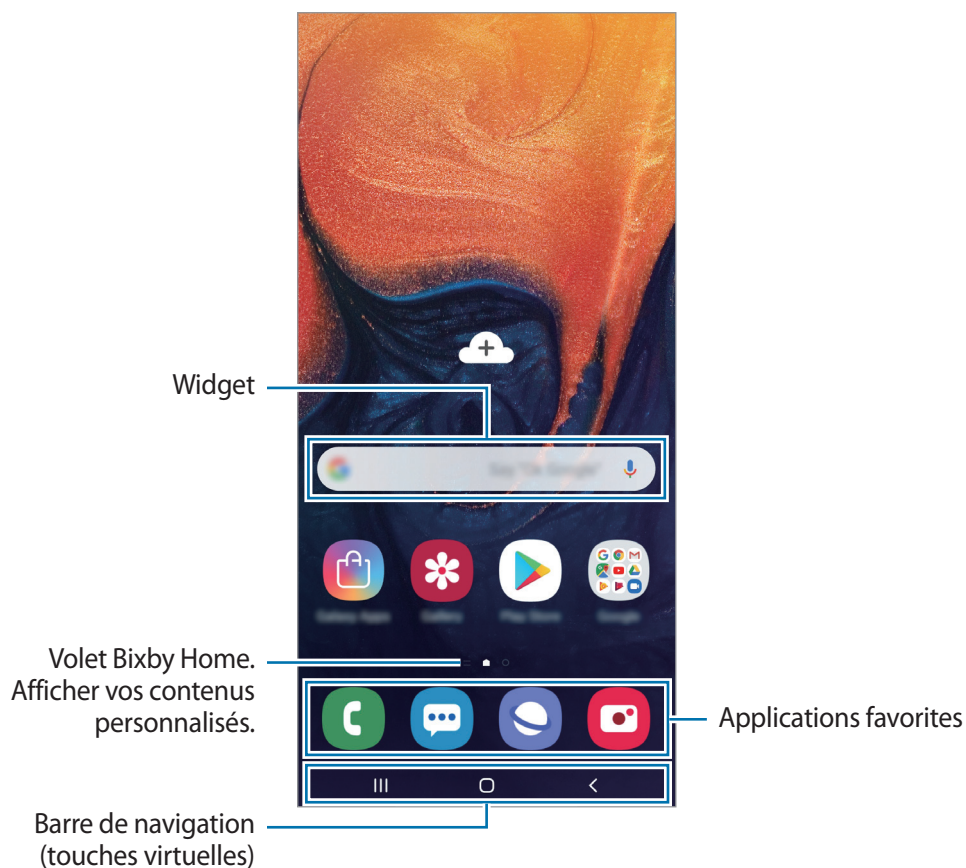 Widget
Volet Bixby Home.
Afficher vos contenus
personnalisés.
Applications favorites
Barre de navigation
(touches virtuelles)